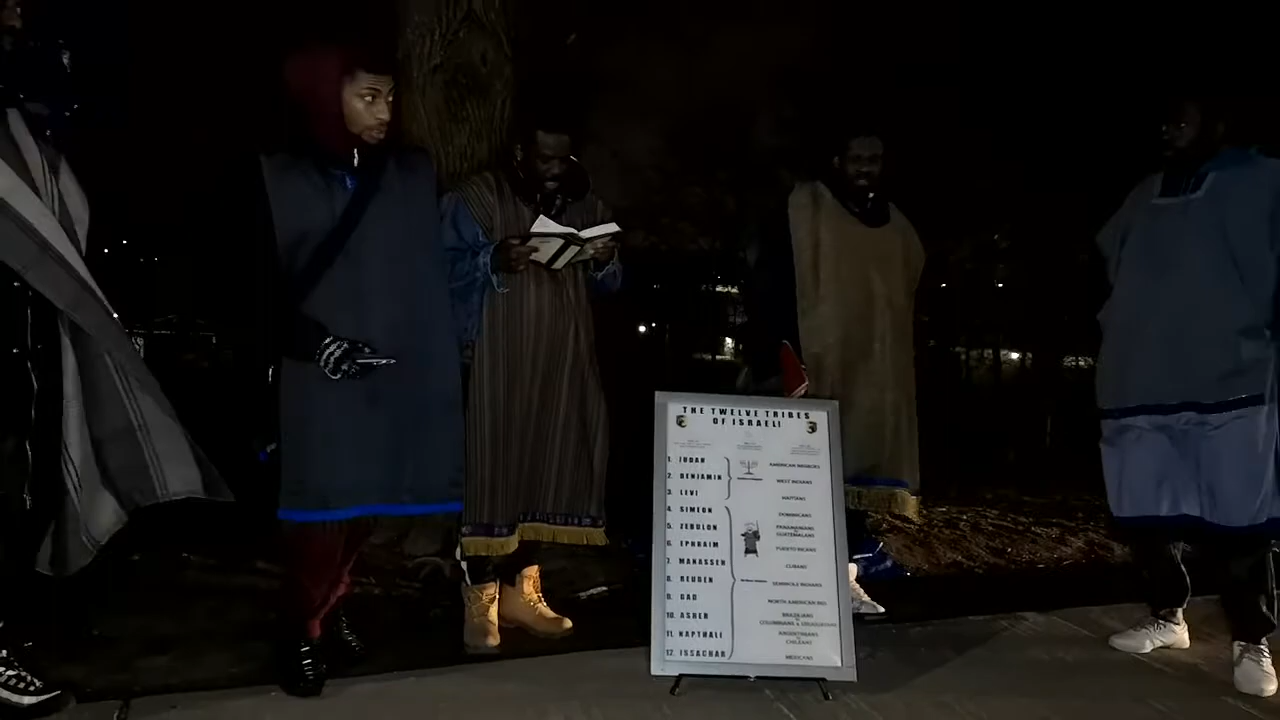 THE TWELVE TRIBES
OF ISRAEL!
1. JUDAH AMERICAN NEGROES
2. BENJAMIN WEST INDIANS
3. LEVI HAITIANS
4. SIMEON DOMINICANS
5. ZEBULON PANAMANIANS
GUATEMALANS
6. EPHRAIM PUERTO RICANS
7. MANASSEH CUBANS
8. REUBEN SEMINOLE INDIANS
9. GAD NORTH AMERICAN IND.
10. ASHER BRAZILIANS
COLUMBIANS & URUGUAYANS
11. NAPTHALI ARGENTINIANS
CHILEANS
12. ISSACHAR MEXICANS